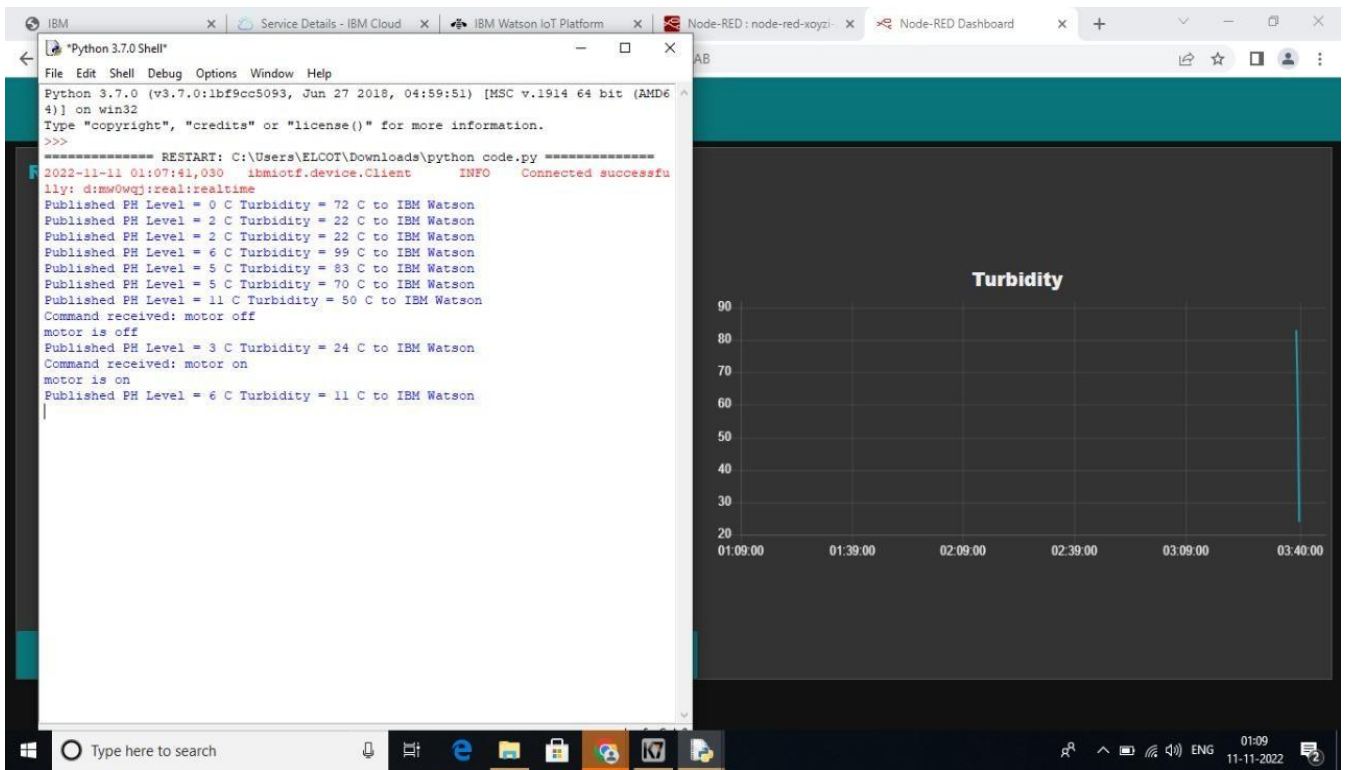 IBM
Service Details - IBM Cloud
IBM Watson IoT Platform
Node-RED : node-red-xoyzi-
Node-RED Dashboard
*Python 3.7.0 Shell*
AB
File Edit Shell Debug Options Window Help
Python 3.7.0 (v3.7.0:1bf9cc5093, Jun 27 2018, 04:59:51) [MSC v.1914 64 bit (AMD6
4)] on win32
Type "copyright", "credits" or "license()" for more information.
>>>
============== RESTART: C:\Users\ELCOT\Downloads\python code.py ==============
2022-11-11 01:07:41,030 ibmiotf.device.Client INFO Connected successfu
lly: d:mw0wqj:real:realtime
Published PH Level = 0 C Turbidity = 72 C to IBM Watson
Published PH Level = 2 C Turbidity = 22 C to IBM Watson
Published PH Level = 2 C Turbidity = 22 C to IBM Watson
Published PH Level = 6 C Turbidity = 99 C to IBM Watson
Published PH Level = 5 C Turbidity = 83 C to IBM Watson
Published PH Level = 5 C Turbidity = 70 C to IBM Watson
Published PH Level = 11 C Turbidity = 50 C to IBM Watson
Command received: motor off
motor is off
Published PH Level = 3 C Turbidity = 24 C to IBM Watson
Command received: motor on
motor is on
Published PH Level = 6 C Turbidity = 11 C to IBM Watson
Turbidity
90
80
70
60
50
40
30
20
01:09:00 01:39:00 02:09:00 02:39:00 03:09:00 03:40:00
Type here to search
ENG
01:09
11-11-2022
2